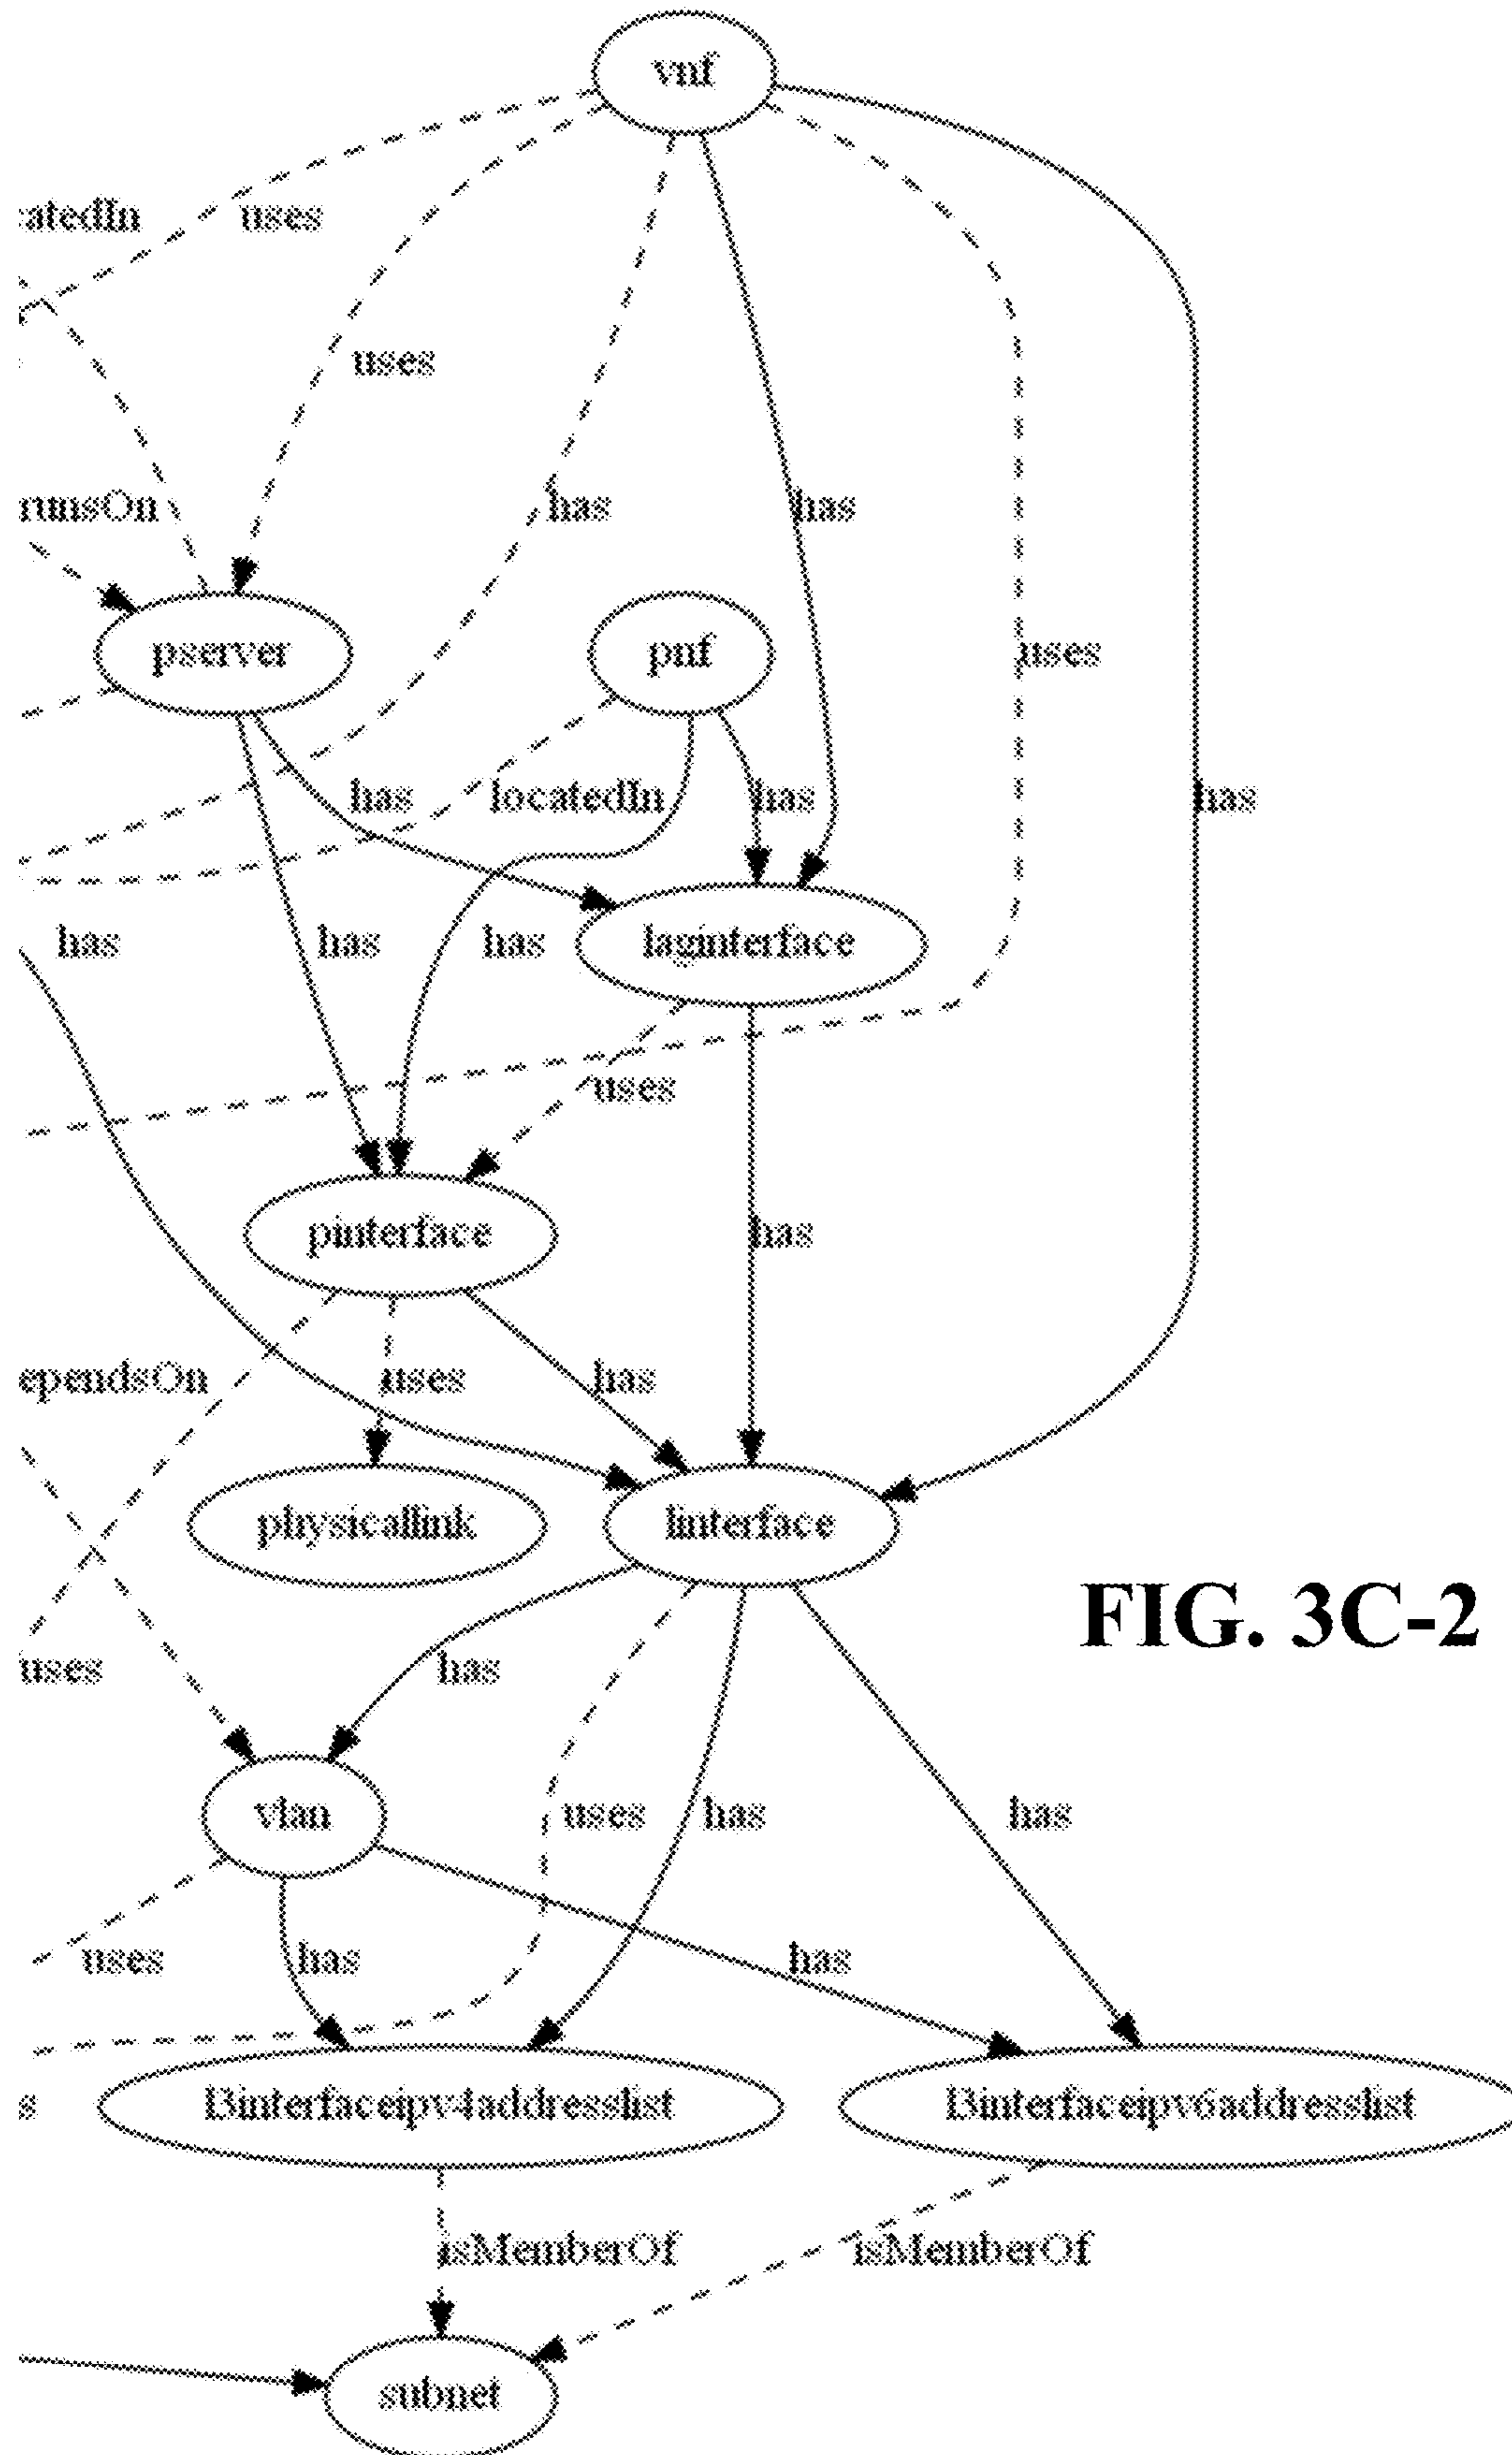 vnf
catedIn
uses
uses
runsOn
has
has
pserver
pnf
uses
has
locatedIn
has
has
has
has
has
laginterface
uses
pinterface
has
ependsOn
uses
has
physicallink
linterface
FIG. 3C-2
uses
has
vlan
uses
has
has
uses
has
has
s
l3interfaceipv4addresslist
l3interfaceipv6addresslist
isMemberOf
isMemberOf
subnet